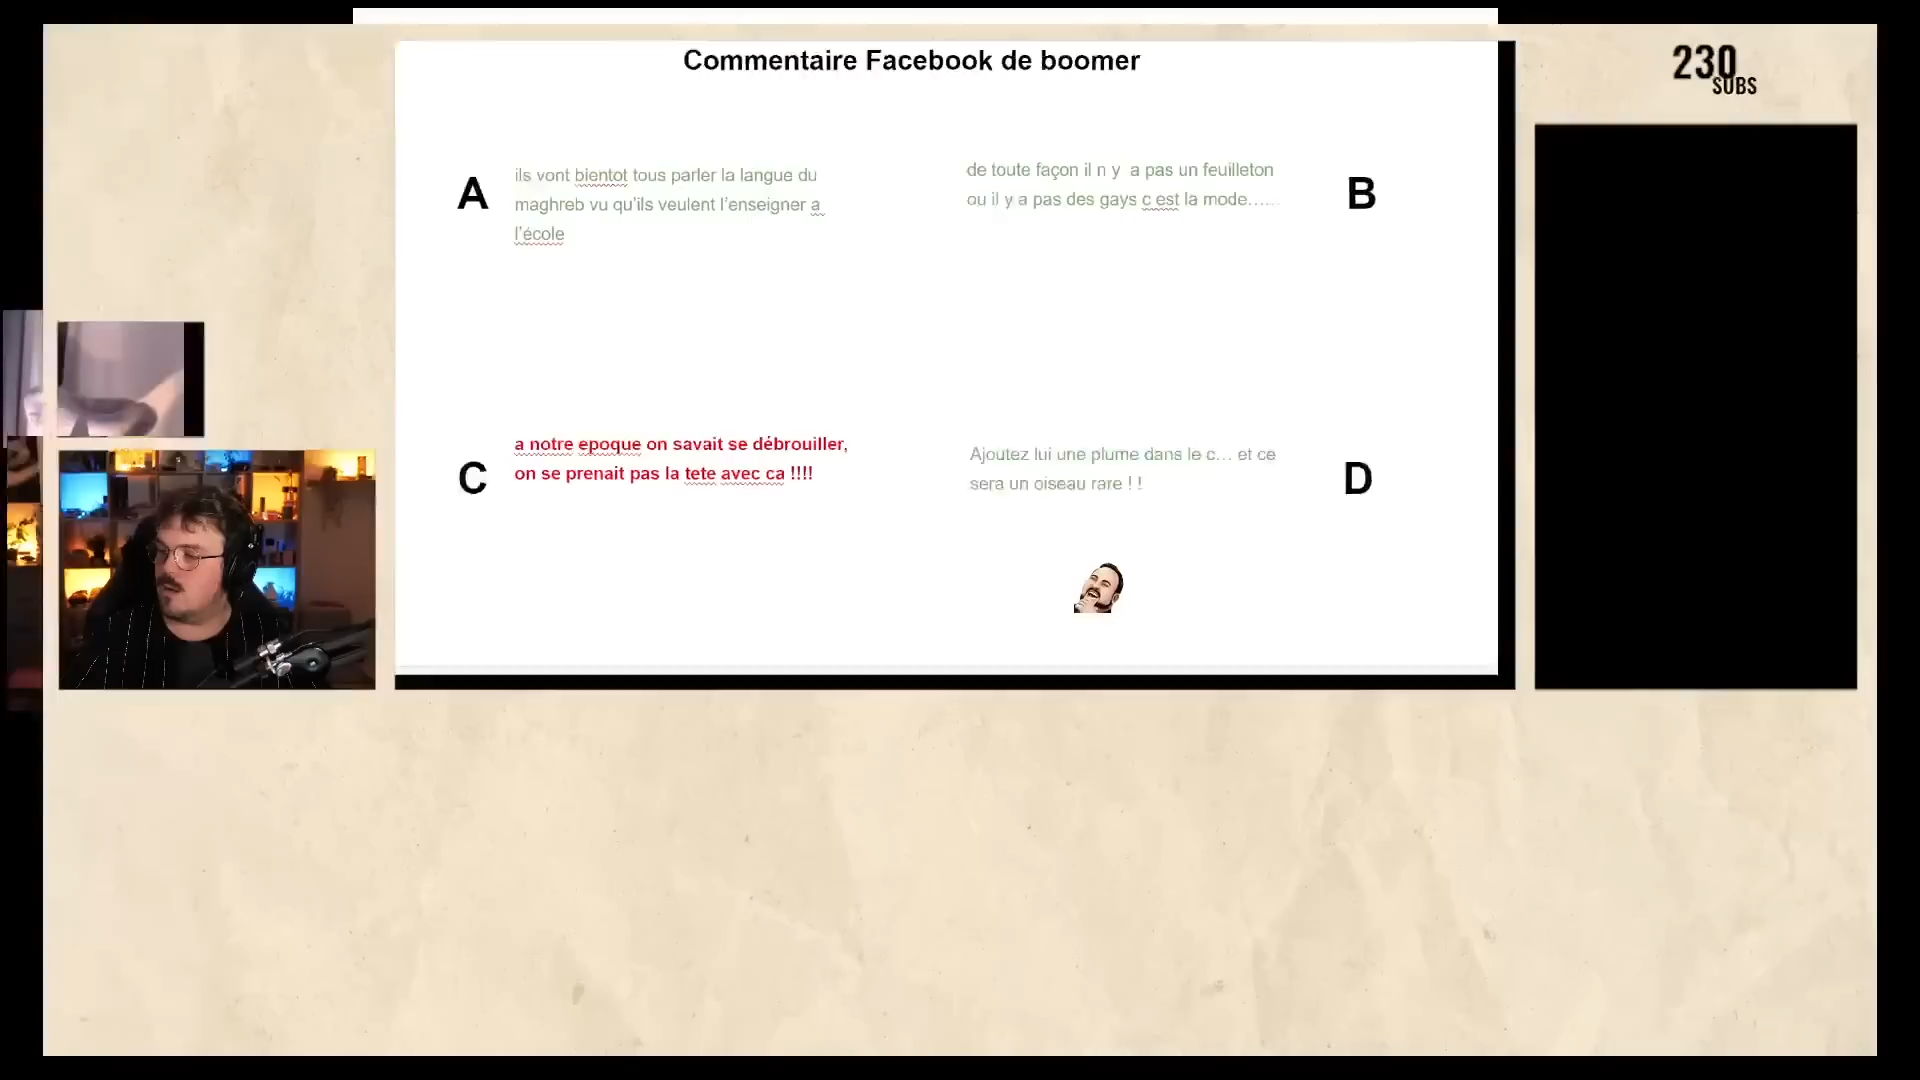 Commentaire Facebook de boomer
230
SUBS
A
ils vont bientot tous parler la langue du
maghreb vu qu'ils veulent l'enseigner a
l'école
de toute façon il n y  a pas un feuilleton
ou il y a pas des gays c est la mode......
B
C
a notre epoque on savait se débrouiller,
on se prenait pas la tete avec ca !!!!
Ajoutez lui une plume dans le c... et ce
sera un oiseau rare ! !
D